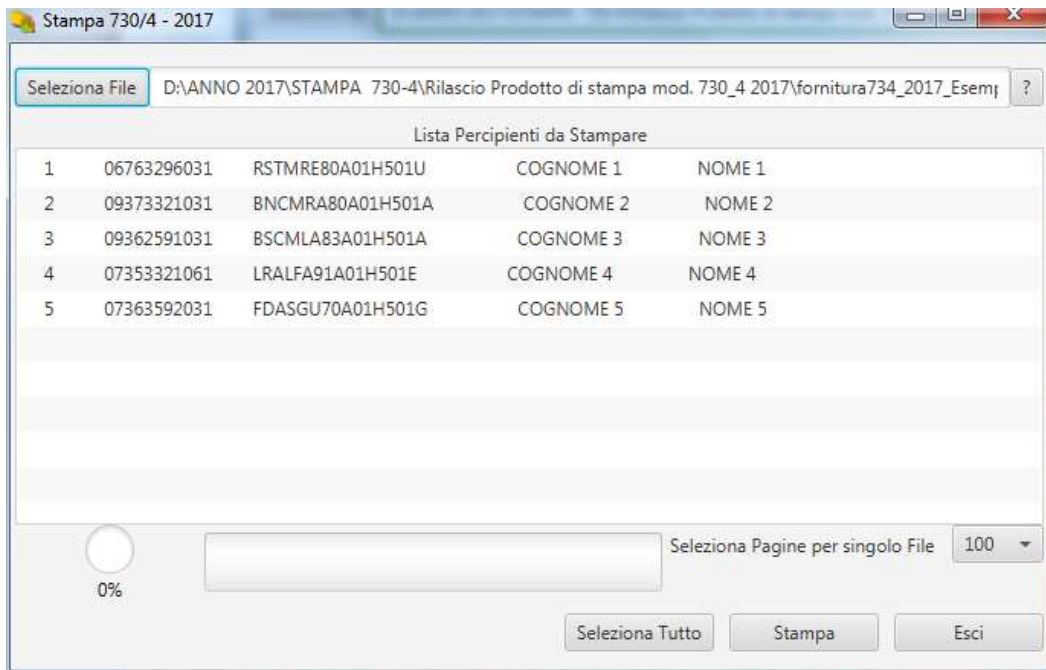 Stampa 730/4 - 2017
Seleziona File D:\ANNO 2017\STAMPA 730-4\Rilascio Prodotto di stampa mod. 730_4 2017\fornitura734_2017_Esemp ?
Lista Percipienti da Stampare
1 06763296031 RSTMRE80A01H501U COGNOME 1 NOME 1
2 09373321031 BNCMRA80A01H501A COGNOME 2 NOME 2
3 09362591031 BSCMLA83A01H501A COGNOME 3 NOME 3
4 07353321061 LRALFA91A01H501E COGNOME 4 NOME 4
5 07363592031 FDASGU70A01H501G COGNOME 5 NOME 5
Seleziona Pagine per singolo File 100
0%
Seleziona Tutto Stampa Esci